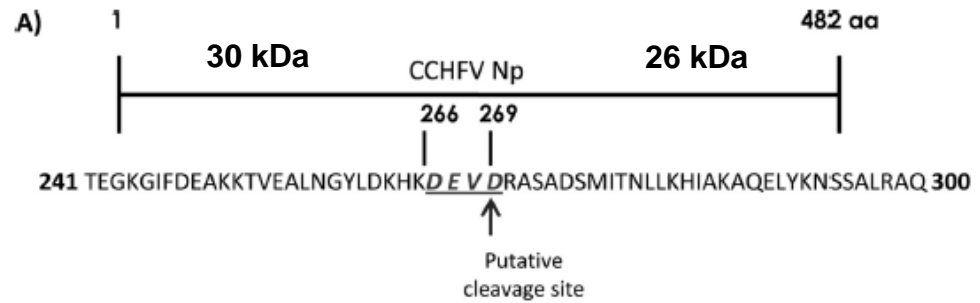 A) 1 482 aa
30 kDa CCHFV Np 26 kDa
266 269
241 TEGKGIFDEAKKTVEALNGYLDKHKDEVDRASADSMITNLLKHIAKAQELYKNSSALRAQ 300
Putative
cleavage site